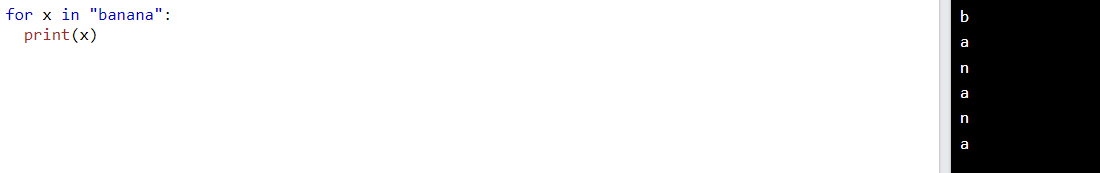 for x in "banana":
  print(x)
b
a
n
a
n
a